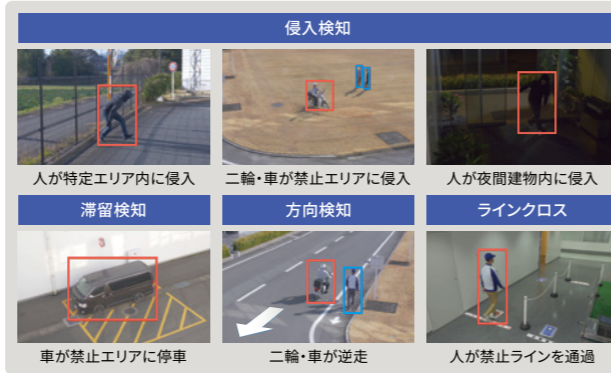 侵入検知
人が特定エリア内に侵入
二輪・車が禁止エリアに侵入
人が夜間建物内に侵入
滞留検知
方向検知
ラインクロス
車が禁止エリアに停車
二輪・車が逆走
人が禁止ラインを通過